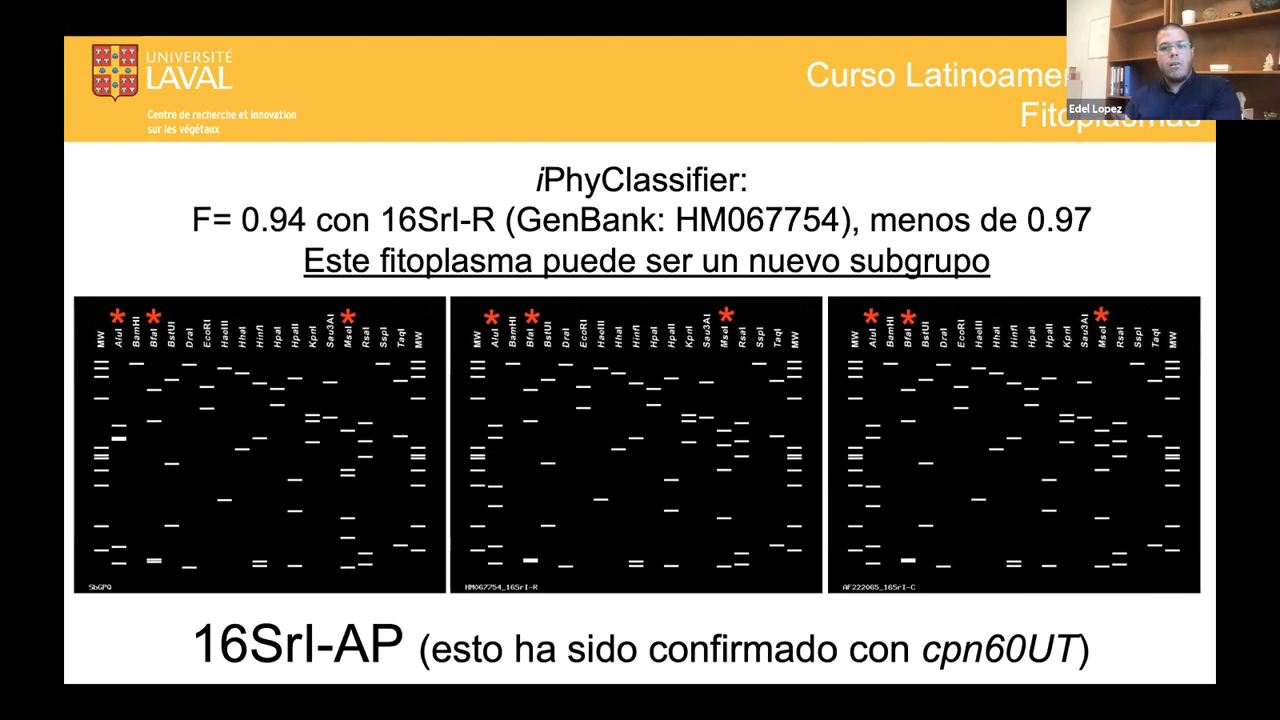 UNIVERSITÉ
LAVAL
Centre de recherche et innovation
sur les végétaux
Curso Latinoamer
Fitoplasmas
Edel Lopez
iPhyClassifier:
F= 0.94 con 16SrI-R (GenBank: HM067754), menos de 0.97
Este fitoplasma puede ser un nuevo subgrupo
* * *
MW AluI BamHI BfaI BstUI DraI EcoRI HaeIII HhaI HinfI HpaI HpaII KpnI Sau3AI MseI RsaI SspI TaqI MW
SbGPQ
* * *
MW AluI BamHI BfaI BstUI DraI EcoRI HaeIII HhaI HinfI HpaI HpaII KpnI Sau3AI MseI RsaI SspI TaqI MW
HM067754_16SrI-R
* * *
MW AluI BamHI BfaI BstUI DraI EcoRI HaeIII HhaI HinfI HpaI HpaII KpnI Sau3AI MseI RsaI SspI TaqI MW
AF222065_16SrI-C
16SrI-AP (esto ha sido confirmado con cpn60UT)